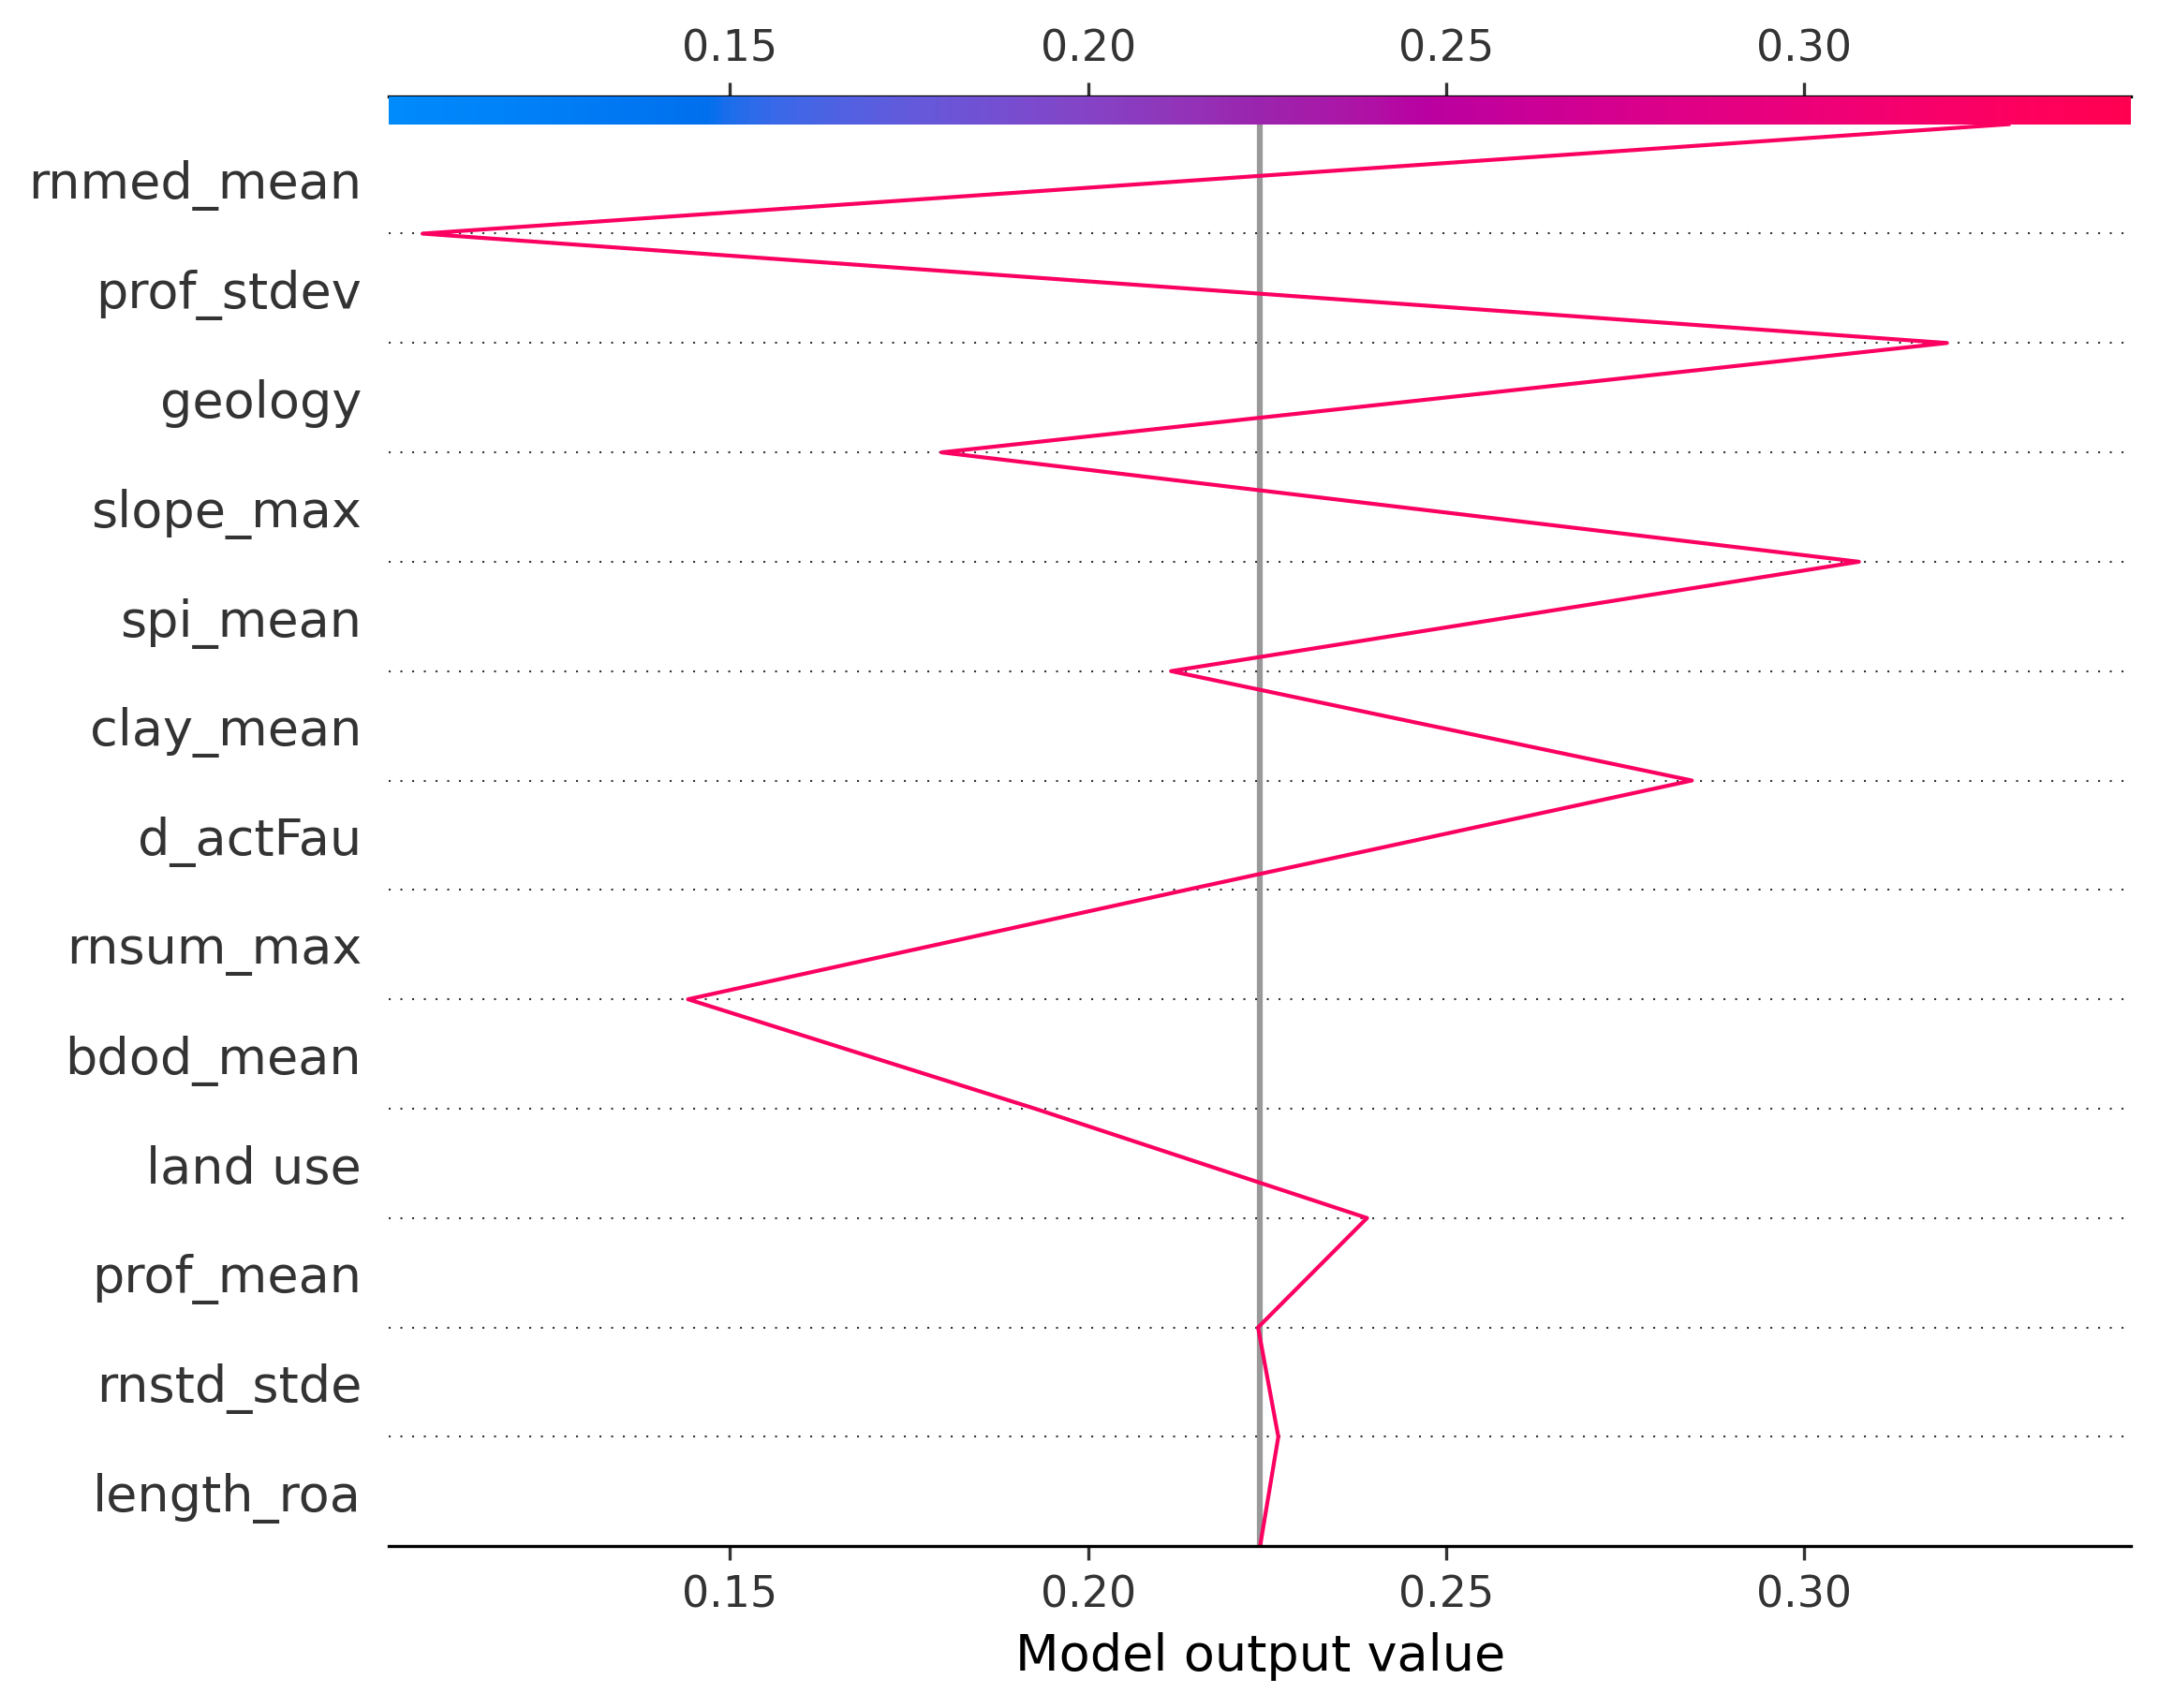 0.15 0.20 0.25 0.30
rnmed_mean
prof_stdev
geology
slope_max
spi_mean
clay_mean
d_actFau
rnsum_max
bdod_mean
land use
prof_mean
rnstd_stde
length_roa
0.15 0.20 0.25 0.30
Model output value